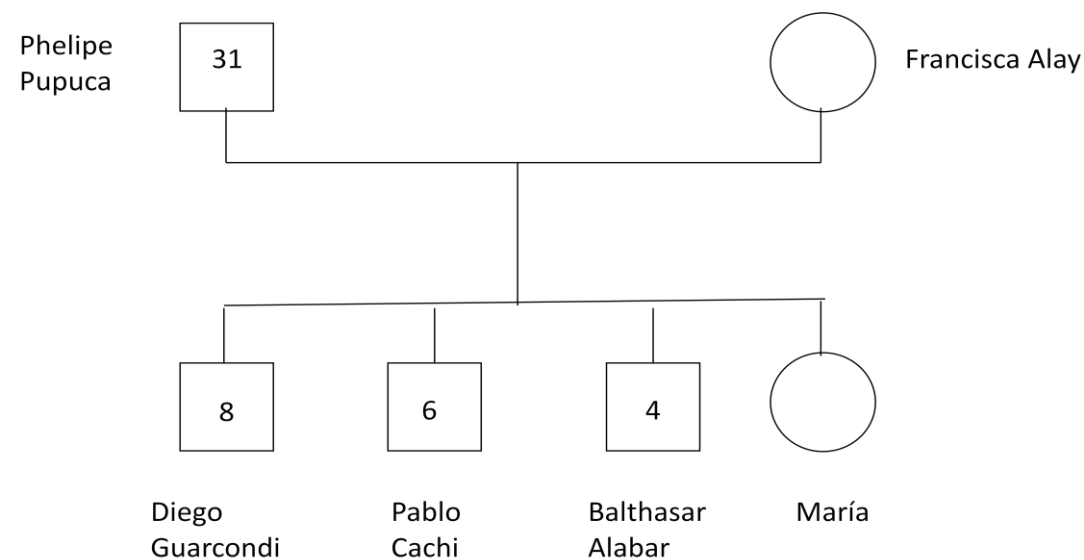 Phelipe
Pupuca
31
Francisca Alay
8
6
4
Diego
Guarcondi
Pablo
Cachi
Balthasar
Alabar
María